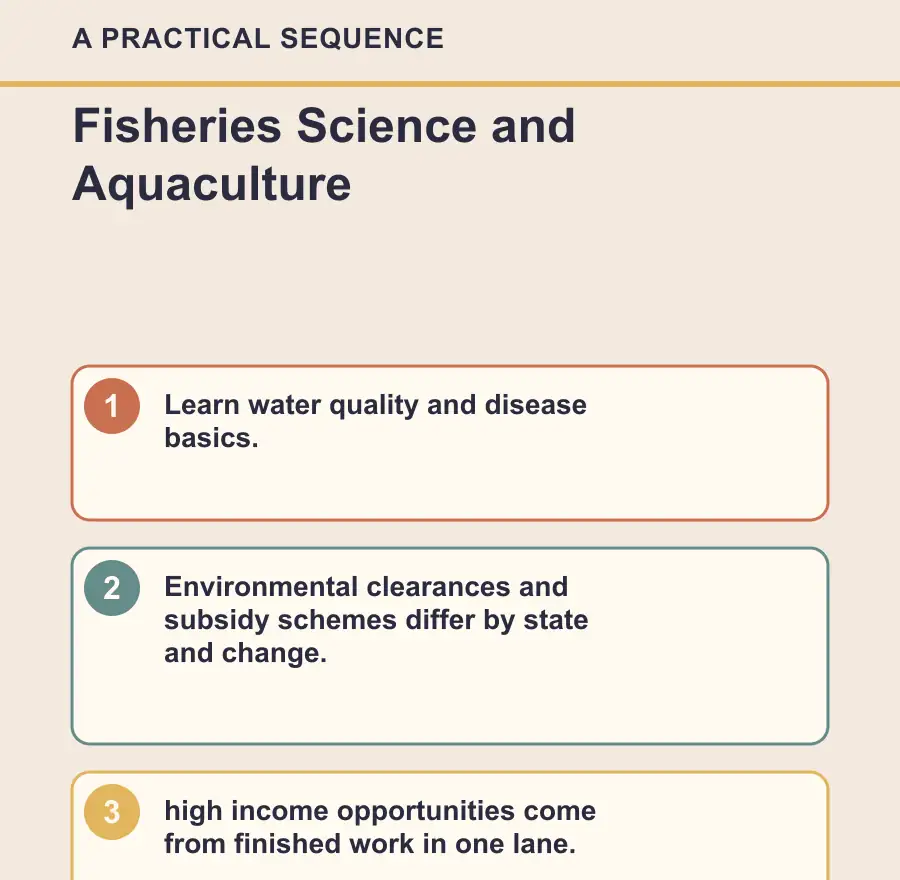 A PRACTICAL SEQUENCE
Fisheries Science and
Aquaculture
1
Learn water quality and disease
basics.
2
Environmental clearances and
subsidy schemes differ by state
and change.
3
high income opportunities come
from finished work in one lane.